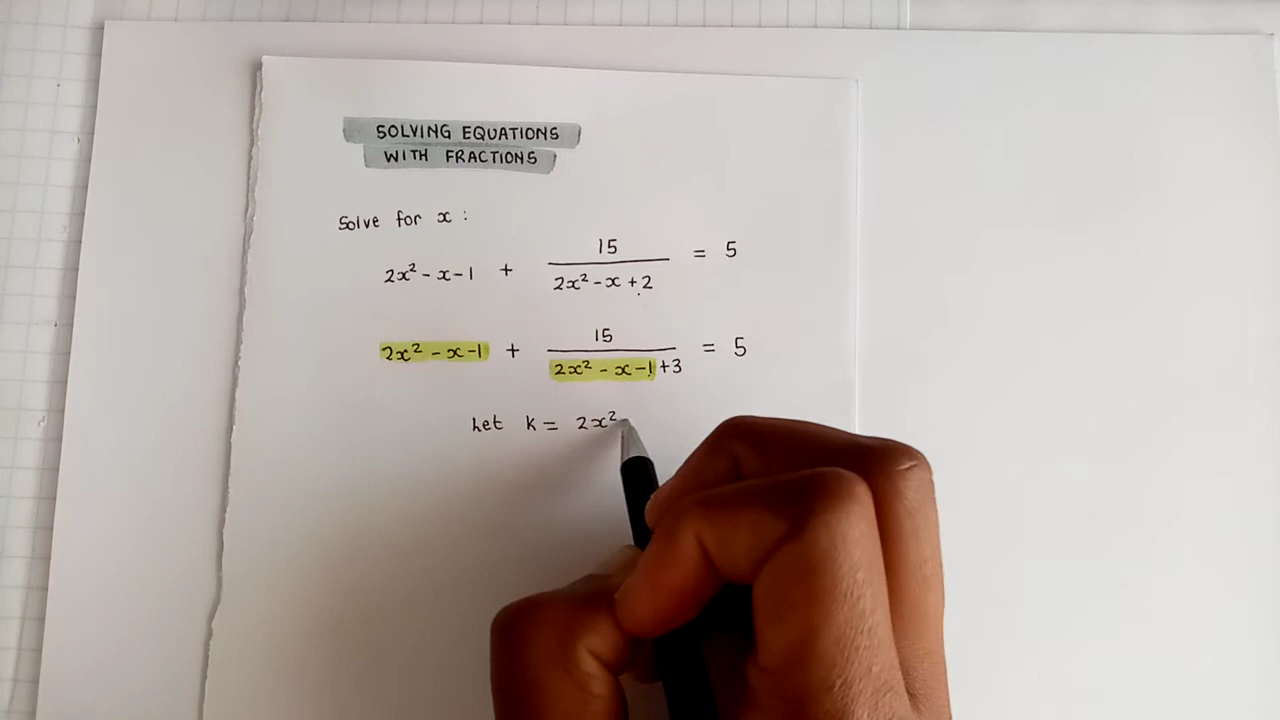 SOLVING EQUATIONS
WITH FRACTIONS
Solve for x :
2x² - x - 1 + 15 / (2x² - x + 2) = 5
2x² - x - 1 + 15 / (2x² - x - 1 + 3) = 5
Let k = 2x²